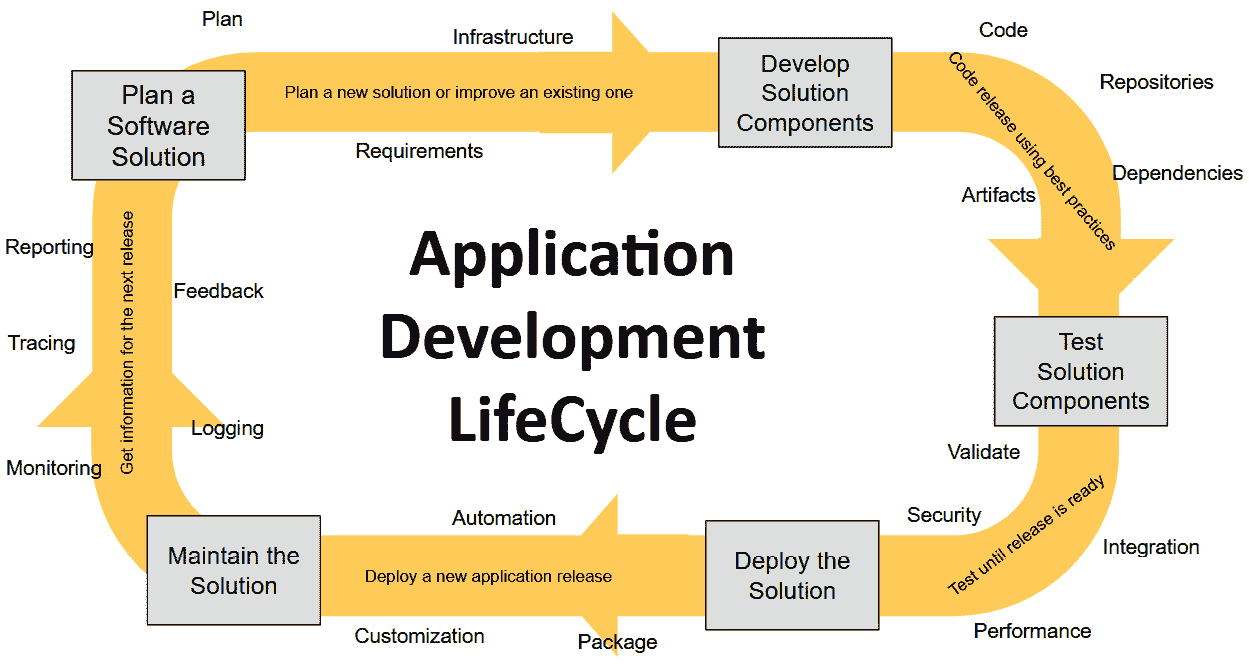 Plan
Infrastructure
Plan a Software Solution
Plan a new solution or improve an existing one
Requirements
Develop Solution Components
Code
Repositories
Code release using best practices
Dependencies
Artifacts
Application
Development
LifeCycle
Test Solution Components
Validate
Security
Test until release is ready
Integration
Performance
Deploy the Solution
Automation
Deploy a new application release
Customization
Package
Maintain the Solution
Reporting
Feedback
Get information for the next release
Tracing
Logging
Monitoring